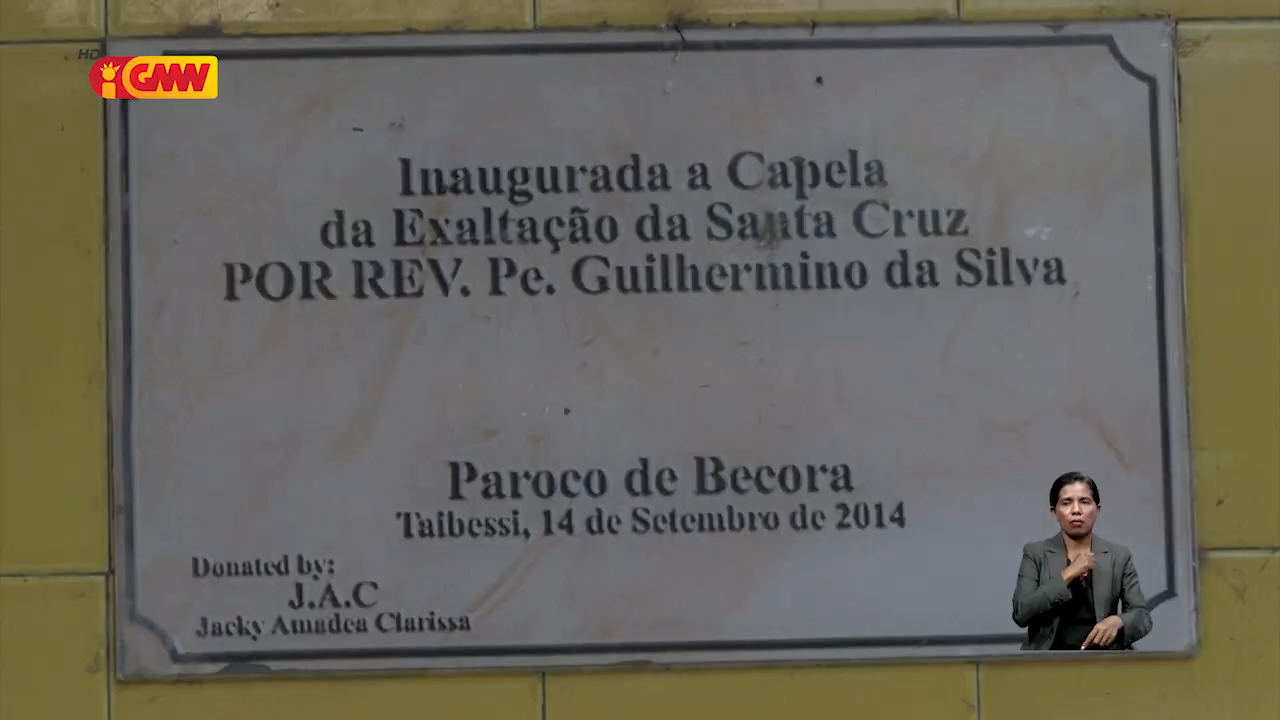 HD
GMN
Inaugurada a Capela
da Exaltação da Santa Cruz
POR REV. Pe. Guilhermino da Silva
Paroco de Becora
Taibessi, 14 de Setembro de 2014
Donated by:
J.A.C
Jacky Amadea Clarissa